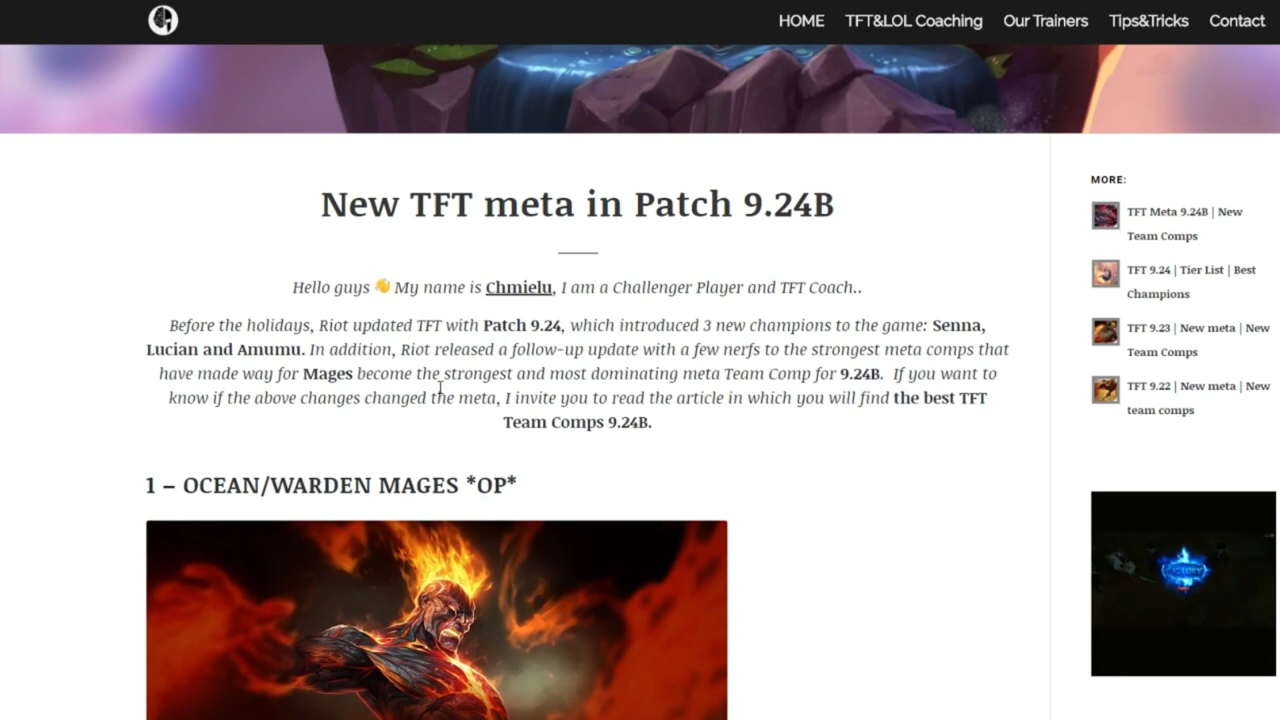 HOME TFT&LOL Coaching Our Trainers Tips&Tricks Contact
New TFT meta in Patch 9.24B
Hello guys 👋 My name is Chmielu, I am a Challenger Player and TFT Coach..
Before the holidays, Riot updated TFT with Patch 9.24, which introduced 3 new champions to the game: Senna,
Lucian and Amumu. In addition, Riot released a follow-up update with a few nerfs to the strongest meta comps that
have made way for Mages become the strongest and most dominating meta Team Comp for 9.24B. If you want to
know if the above changes changed the meta, I invite you to read the article in which you will find the best TFT
Team Comps 9.24B.
1 – OCEAN/WARDEN MAGES *OP*
MORE:
TFT Meta 9.24B | New
Team Comps
TFT 9.24 | Tier List | Best
Champions
TFT 9.23 | New meta | New
Team Comps
TFT 9.22 | New meta | New
team comps
VICTORY